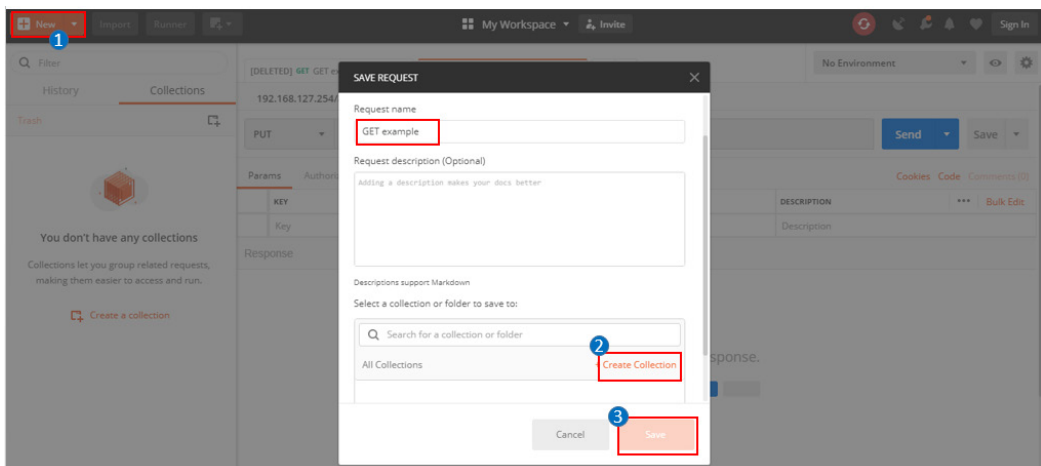 New Import Runner My Workspace Invite Sign In
1
Filter
History Collections
Trash
You don't have any collections
Collections let you group related requests,
making them easier to access and run.
Create a collection
[DELETED] GET GET
No Environment
192.168.127.254/
PUT
Send Save
Params
Cookies Code Comments (0)
KEY DESCRIPTION ••• Bulk Edit
Key Description
Response
SAVE REQUEST
Request name
GET example
Request description (Optional)
Adding a description makes your docs better
Descriptions support Markdown
Select a collection or folder to save to:
Search for a collection or folder
2
All Collections + Create Collection
3
Cancel Save